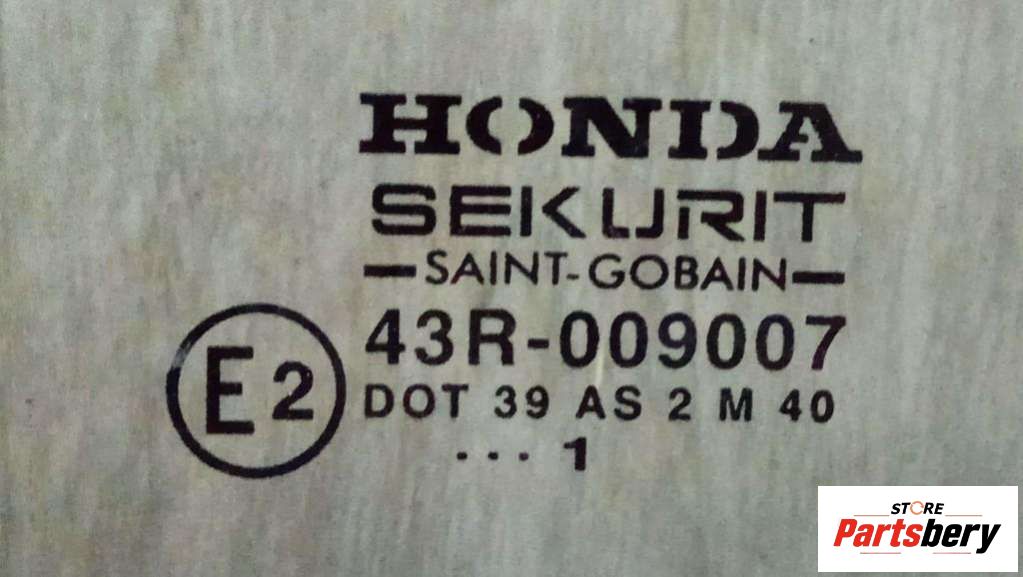 HONDA
SEKURIT
SAINT-GOBAIN
E2
43R-009007
DOT 39 AS 2 M 40
... 1
STORE
Partsbery